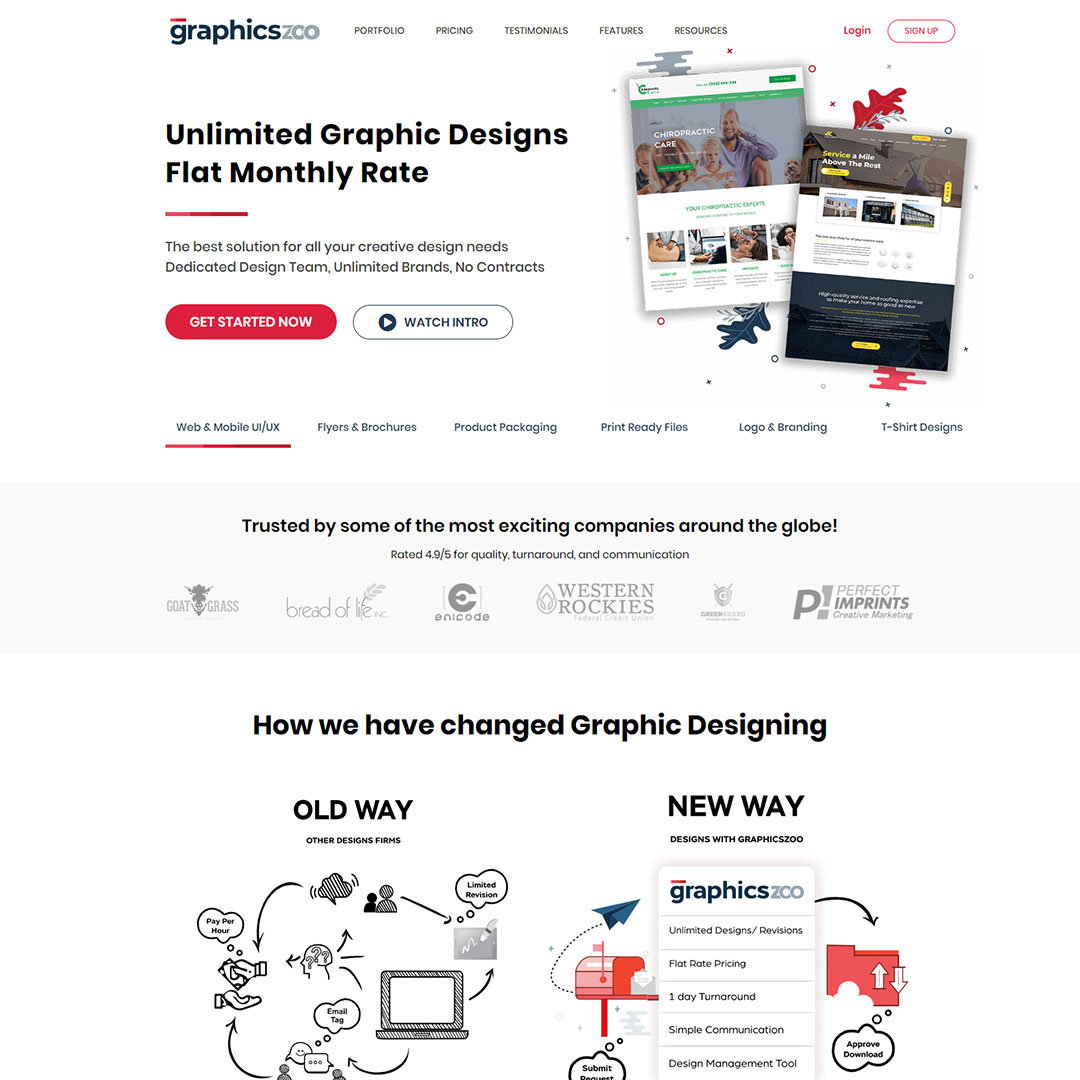 graphicszoo
PORTFOLIO
PRICING
TESTIMONIALS
FEATURES
RESOURCES
Login
SIGN UP
Unlimited Graphic Designs
Flat Monthly Rate
The best solution for all your creative design needs
Dedicated Design Team, Unlimited Brands, No Contracts
GET STARTED NOW
WATCH INTRO
CHIROPRACTIC
CARE
YOUR CHIROPRACTIC EXPERTS
ABOUT US
CHIROPRACTIC CARE
Service a Mile
Above The Rest
High-quality service and roofing expertise
to make your home as good as new
Web & Mobile UI/UX
Flyers & Brochures
Product Packaging
Print Ready Files
Logo & Branding
T-Shirt Designs
Trusted by some of the most exciting companies around the globe!
Rated 4.9/5 for quality, turnaround, and communication
GOAT GRASS
bread of life INC.
enicode
WESTERN
ROCKIES
Federal Credit Union
GREENGUARD
P!
PERFECT
IMPRINTS
Creative Marketing
How we have changed Graphic Designing
OLD WAY
OTHER DESIGNS FIRMS
Limited
Revision
Pay Per
Hour
Email
Tag
NEW WAY
DESIGNS WITH GRAPHICSZOO
graphicszoo
Unlimited Designs/ Revisions
Flat Rate Pricing
1 day Turnaround
Simple Communication
Design Management Tool
Submit
Request
Approve
Download